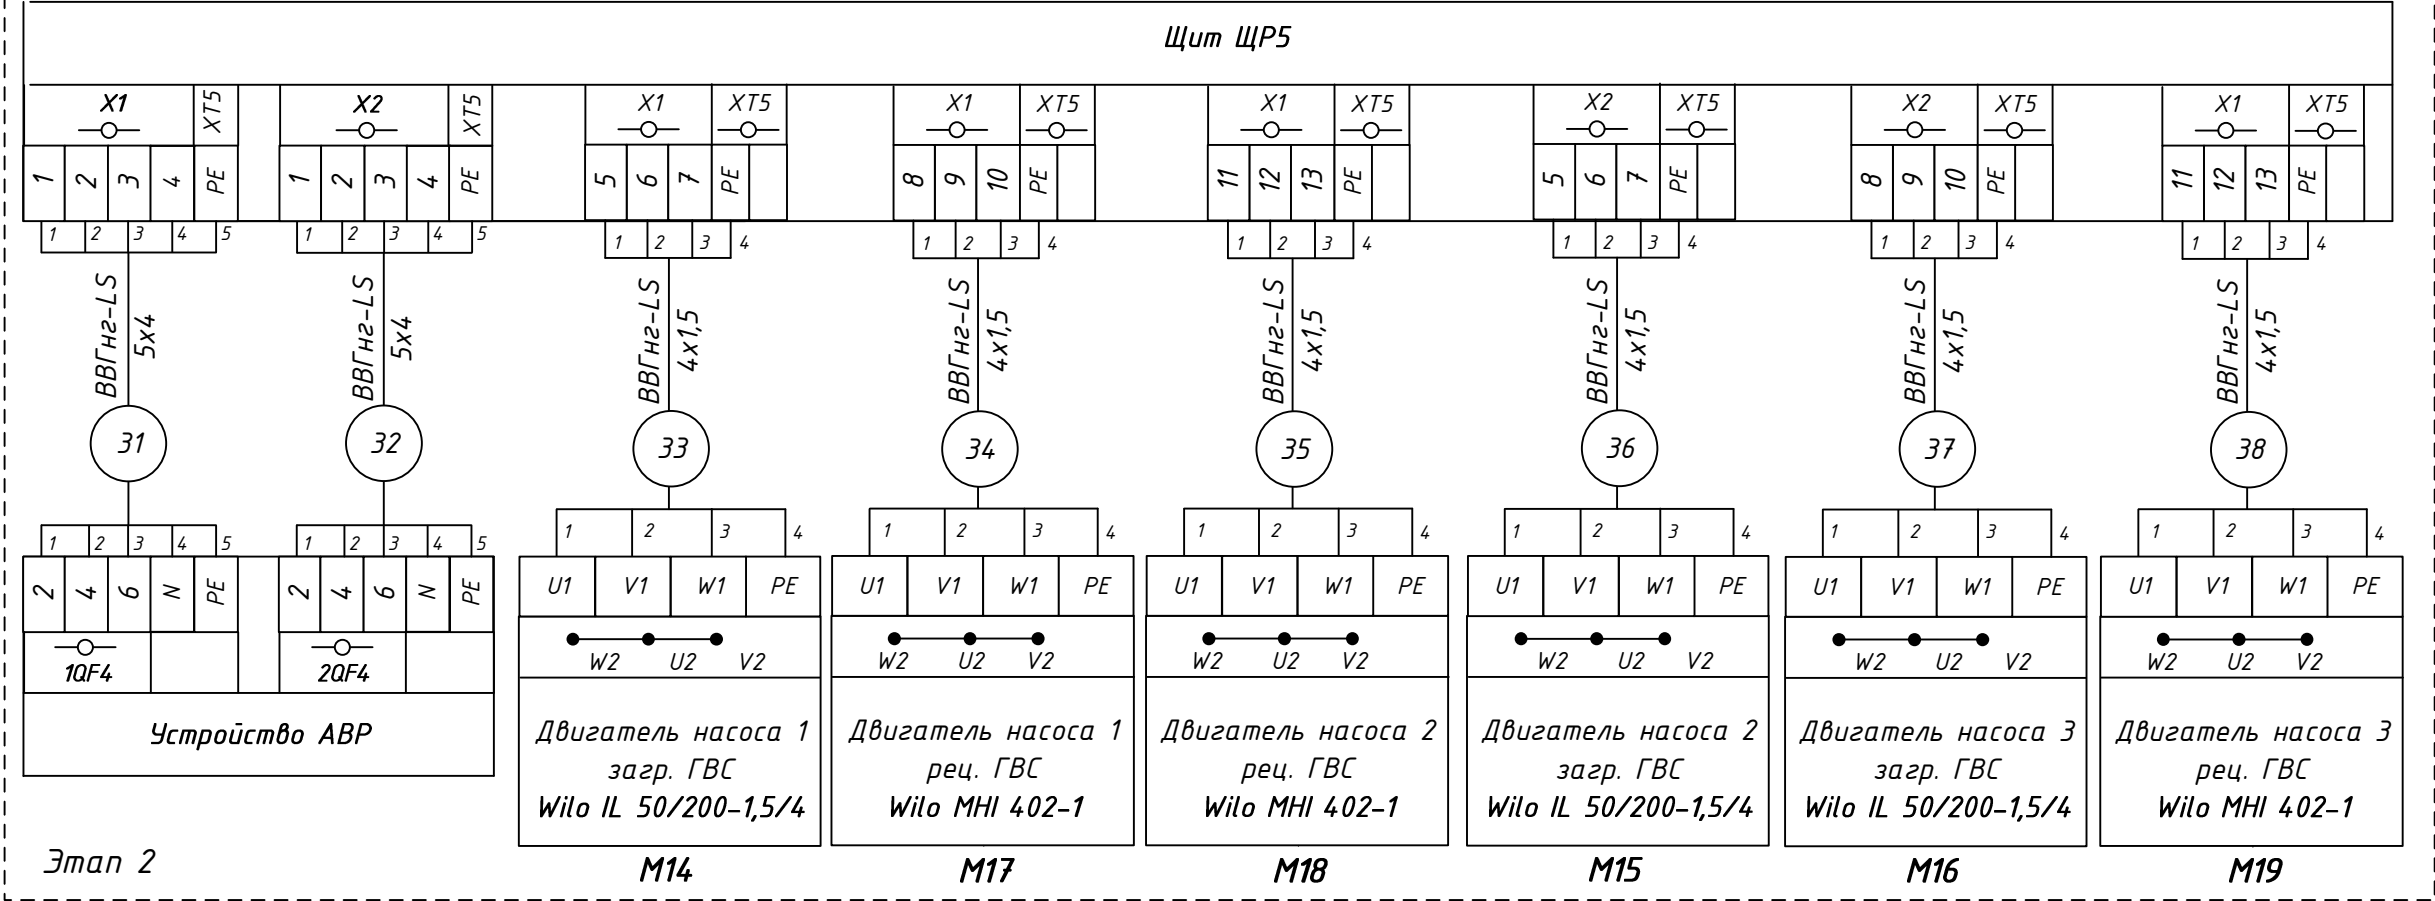 Щит ЩР5
X1 XT5 X2 XT5 X1 XT5 X1 XT5 X1 XT5 X2 XT5 X2 XT5 X1 XT5
1 2 3 4 PE 1 2 3 4 PE 5 6 7 PE 8 9 10 PE 11 12 13 PE 5 6 7 PE 8 9 10 PE 11 12 13 PE
1 2 3 4 5 1 2 3 4 5 1 2 3 4 1 2 3 4 1 2 3 4 1 2 3 4 1 2 3 4 1 2 3 4
ВВГнг-LS
5x4
ВВГнг-LS
5x4
ВВГнг-LS
4x1,5
ВВГнг-LS
4x1,5
ВВГнг-LS
4x1,5
ВВГнг-LS
4x1,5
ВВГнг-LS
4x1,5
ВВГнг-LS
4x1,5
31 32 33 34 35 36 37 38
1 2 3 4 5 1 2 3 4 5 1 2 3 4 1 2 3 4 1 2 3 4 1 2 3 4 1 2 3 4 1 2 3 4
2 4 6 N PE 2 4 6 N PE U1 V1 W1 PE U1 V1 W1 PE U1 V1 W1 PE U1 V1 W1 PE U1 V1 W1 PE U1 V1 W1 PE
1QF4 2QF4 W2 U2 V2 W2 U2 V2 W2 U2 V2 W2 U2 V2 W2 U2 V2 W2 U2 V2
Устройство АВР
Двигатель насоса 1
загр. ГВС
Wilo IL 50/200-1,5/4
M14
Двигатель насоса 1
рец. ГВС
Wilo MHI 402-1
M17
Двигатель насоса 2
рец. ГВС
Wilo MHI 402-1
M18
Двигатель насоса 2
загр. ГВС
Wilo IL 50/200-1,5/4
M15
Двигатель насоса 3
загр. ГВС
Wilo IL 50/200-1,5/4
M16
Двигатель насоса 3
рец. ГВС
Wilo MHI 402-1
M19
Этап 2